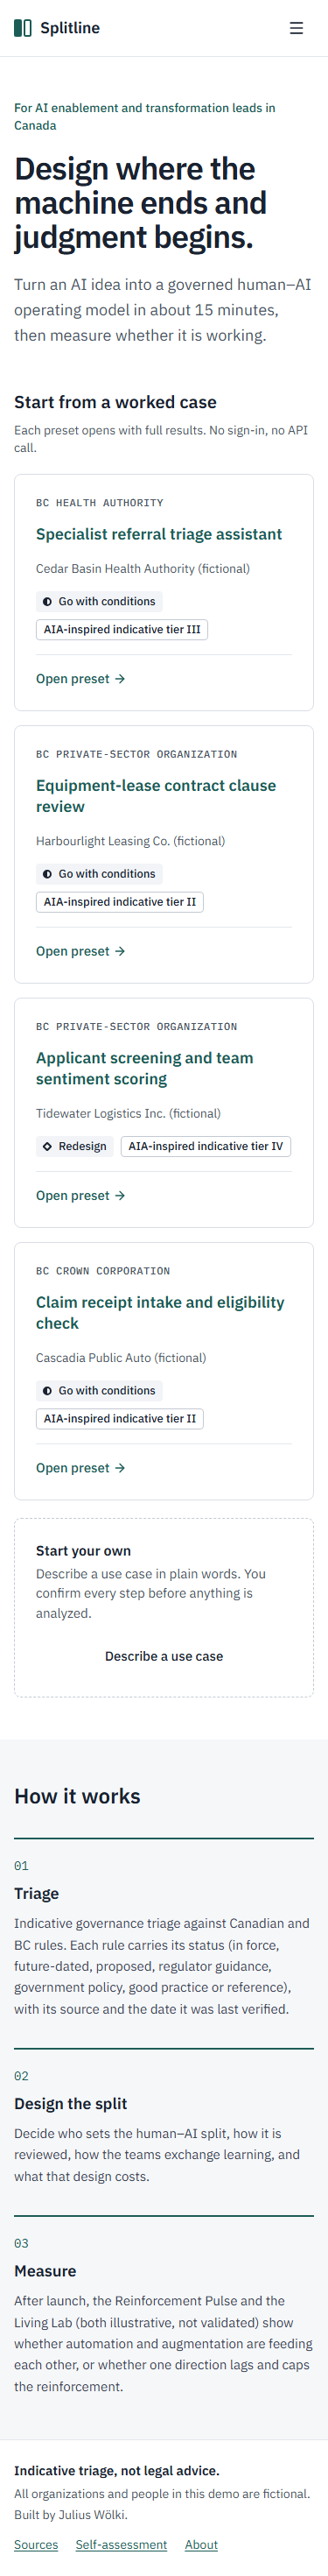 Splitline
For AI enablement and transformation leads in
Canada
Design where the
machine ends and
judgment begins.
Turn an AI idea into a governed human–AI
operating model in about 15 minutes,
then measure whether it is working.
Start from a worked case
Each preset opens with full results. No sign-in, no API
call.
BC HEALTH AUTHORITY
Specialist referral triage assistant
Cedar Basin Health Authority (fictional)
Go with conditions
AIA-inspired indicative tier III
Open preset →
BC PRIVATE-SECTOR ORGANIZATION
Equipment-lease contract clause
review
Harbourlight Leasing Co. (fictional)
Go with conditions
AIA-inspired indicative tier II
Open preset →
BC PRIVATE-SECTOR ORGANIZATION
Applicant screening and team
sentiment scoring
Tidewater Logistics Inc. (fictional)
Redesign AIA-inspired indicative tier IV
Open preset →
BC CROWN CORPORATION
Claim receipt intake and eligibility
check
Cascadia Public Auto (fictional)
Go with conditions
AIA-inspired indicative tier II
Open preset →
Start your own
Describe a use case in plain words. You
confirm every step before anything is
analyzed.
Describe a use case
How it works
01
Triage
Indicative governance triage against Canadian and
BC rules. Each rule carries its status (in force,
future-dated, proposed, regulator guidance,
government policy, good practice or reference),
with its source and the date it was last verified.
02
Design the split
Decide who sets the human–AI split, how it is
reviewed, how the teams exchange learning, and
what that design costs.
03
Measure
After launch, the Reinforcement Pulse and the
Living Lab (both illustrative, not validated) show
whether automation and augmentation are feeding
each other, or whether one direction lags and caps
the reinforcement.
Indicative triage, not legal advice.
All organizations and people in this demo are fictional.
Built by Julius Wölki.
Sources Self-assessment About